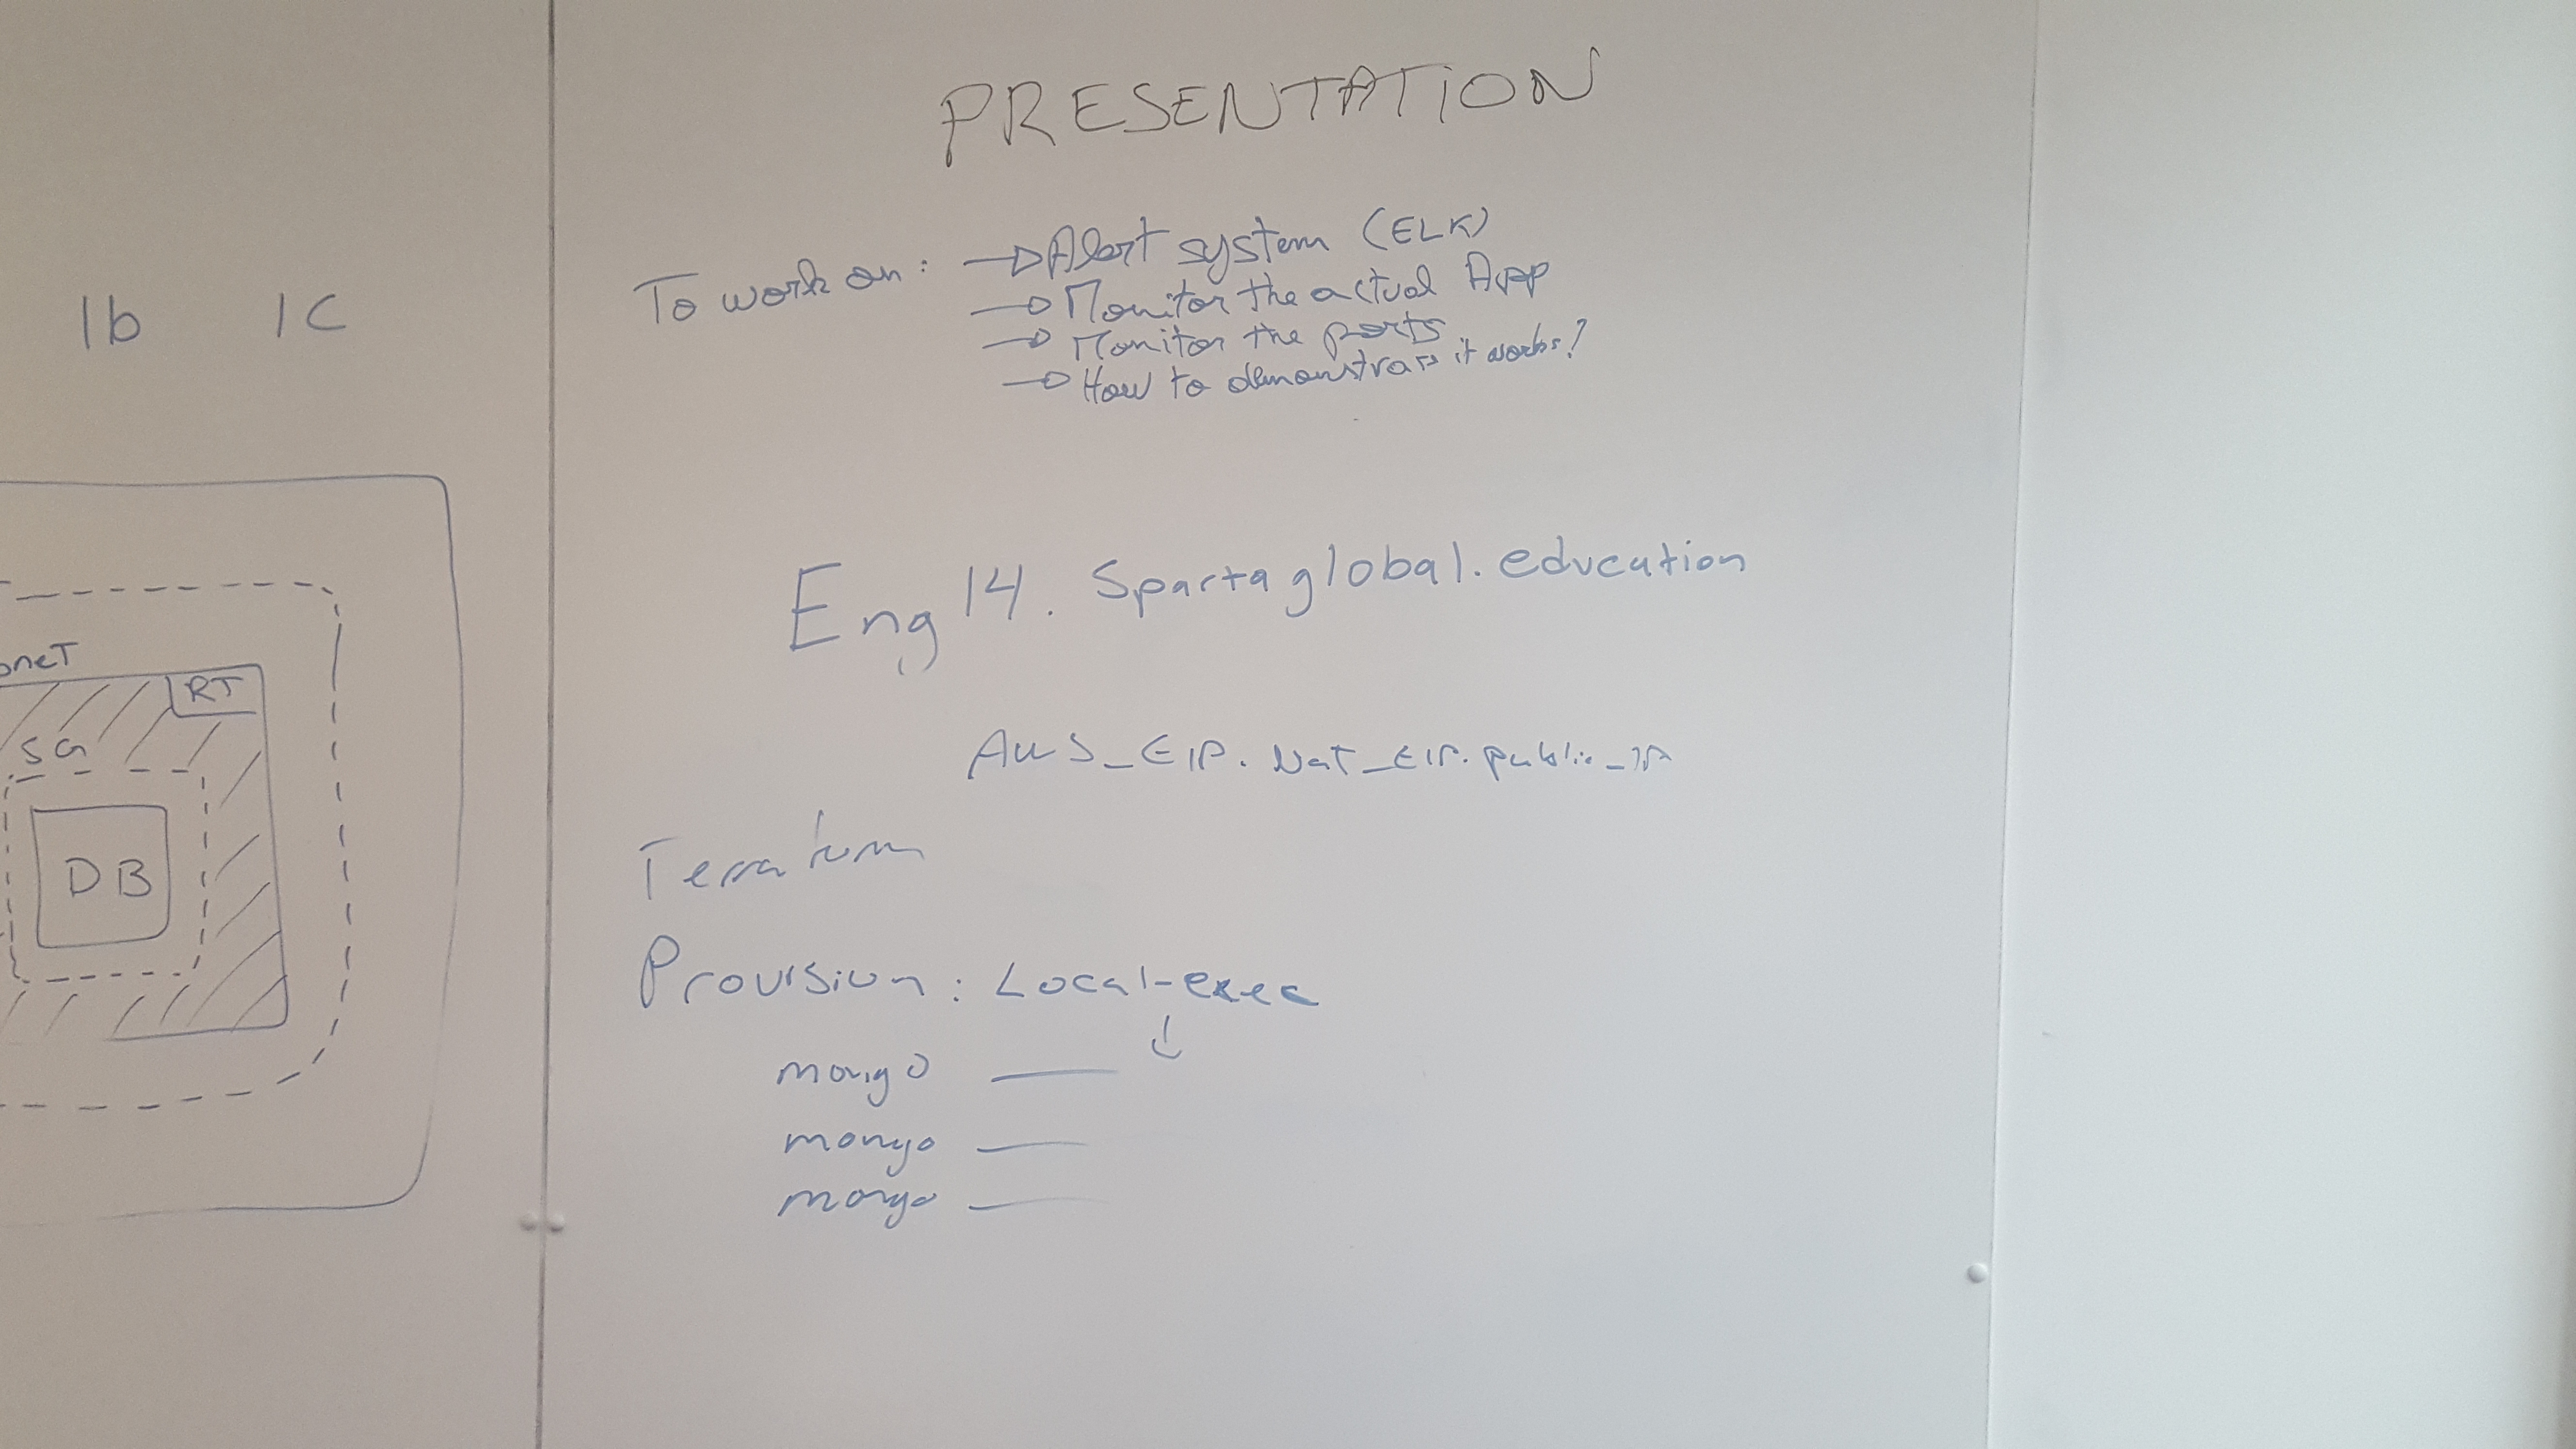 1b 1C
onet
RT
SG
DB
PRESENTATION
To work on: → Alert system (ELK)
→ Monitor the actual App
→ Monitor the ports
→ How to demonstrate it works?
Eng14.Spartaglobal.education
AWS_EIP.Nat_EIP.public_IP
Terraform
Provision: Local-exec
mongo
mongo
mongo